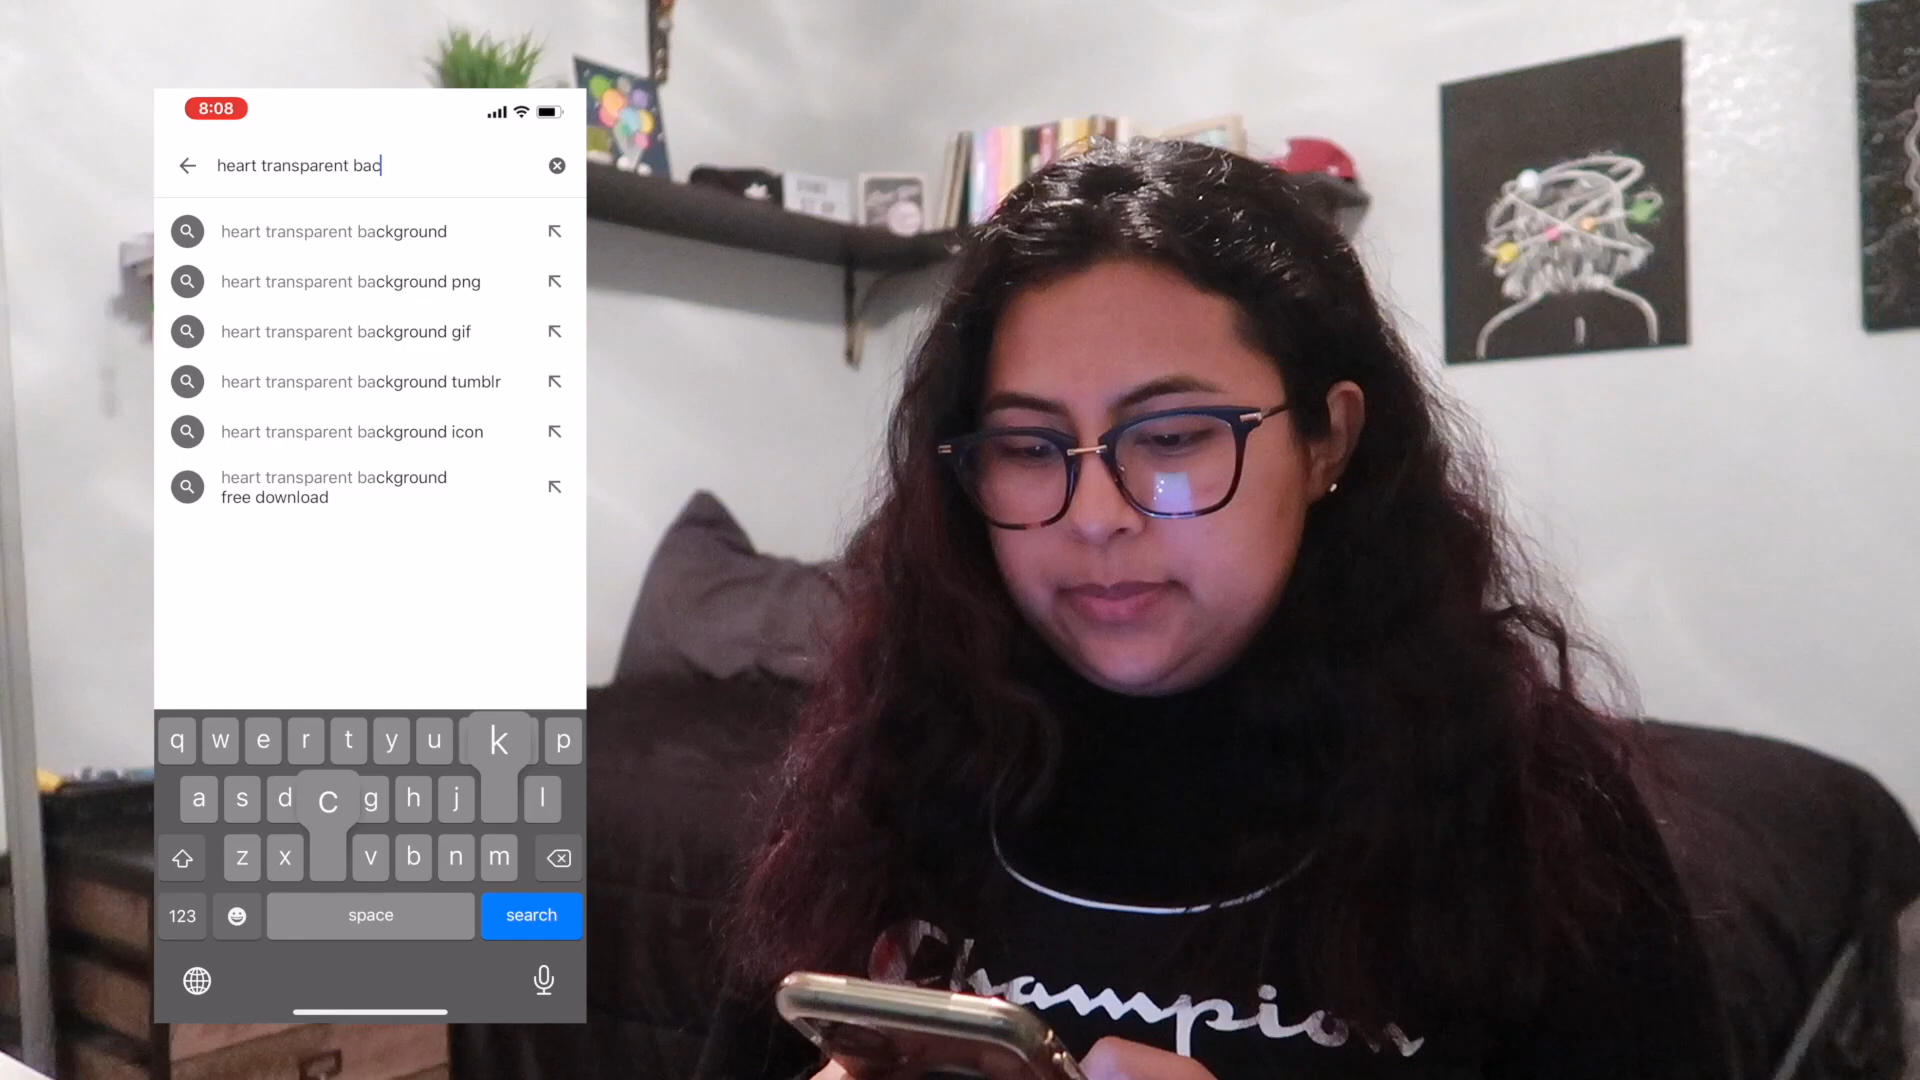 8:08
heart transparent bac
heart transparent background
heart transparent background png
heart transparent background gif
heart transparent background tumblr
heart transparent background icon
heart transparent background
free download
q w e r t y u k p
a s d c g h j l
z x v b n m
123 space search
Champion